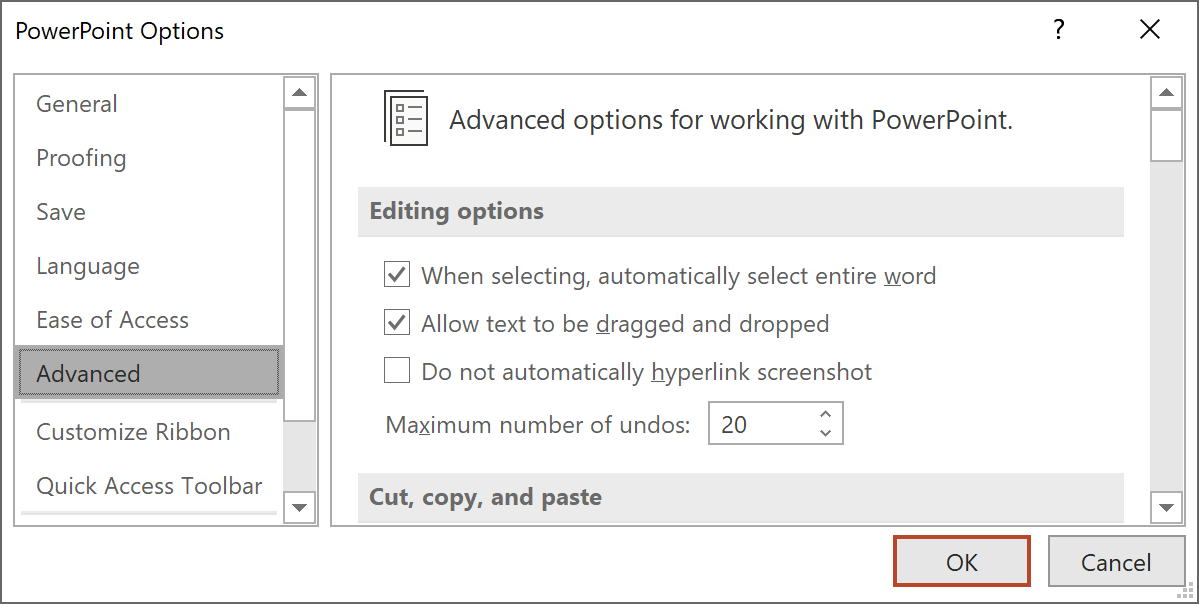 PowerPoint Options
?
General
Proofing
Save
Language
Ease of Access
Advanced
Customize Ribbon
Quick Access Toolbar
Advanced options for working with PowerPoint.
Editing options
When selecting, automatically select entire word
Allow text to be dragged and dropped
Do not automatically hyperlink screenshot
Maximum number of undos: 20
Cut, copy, and paste
OK Cancel